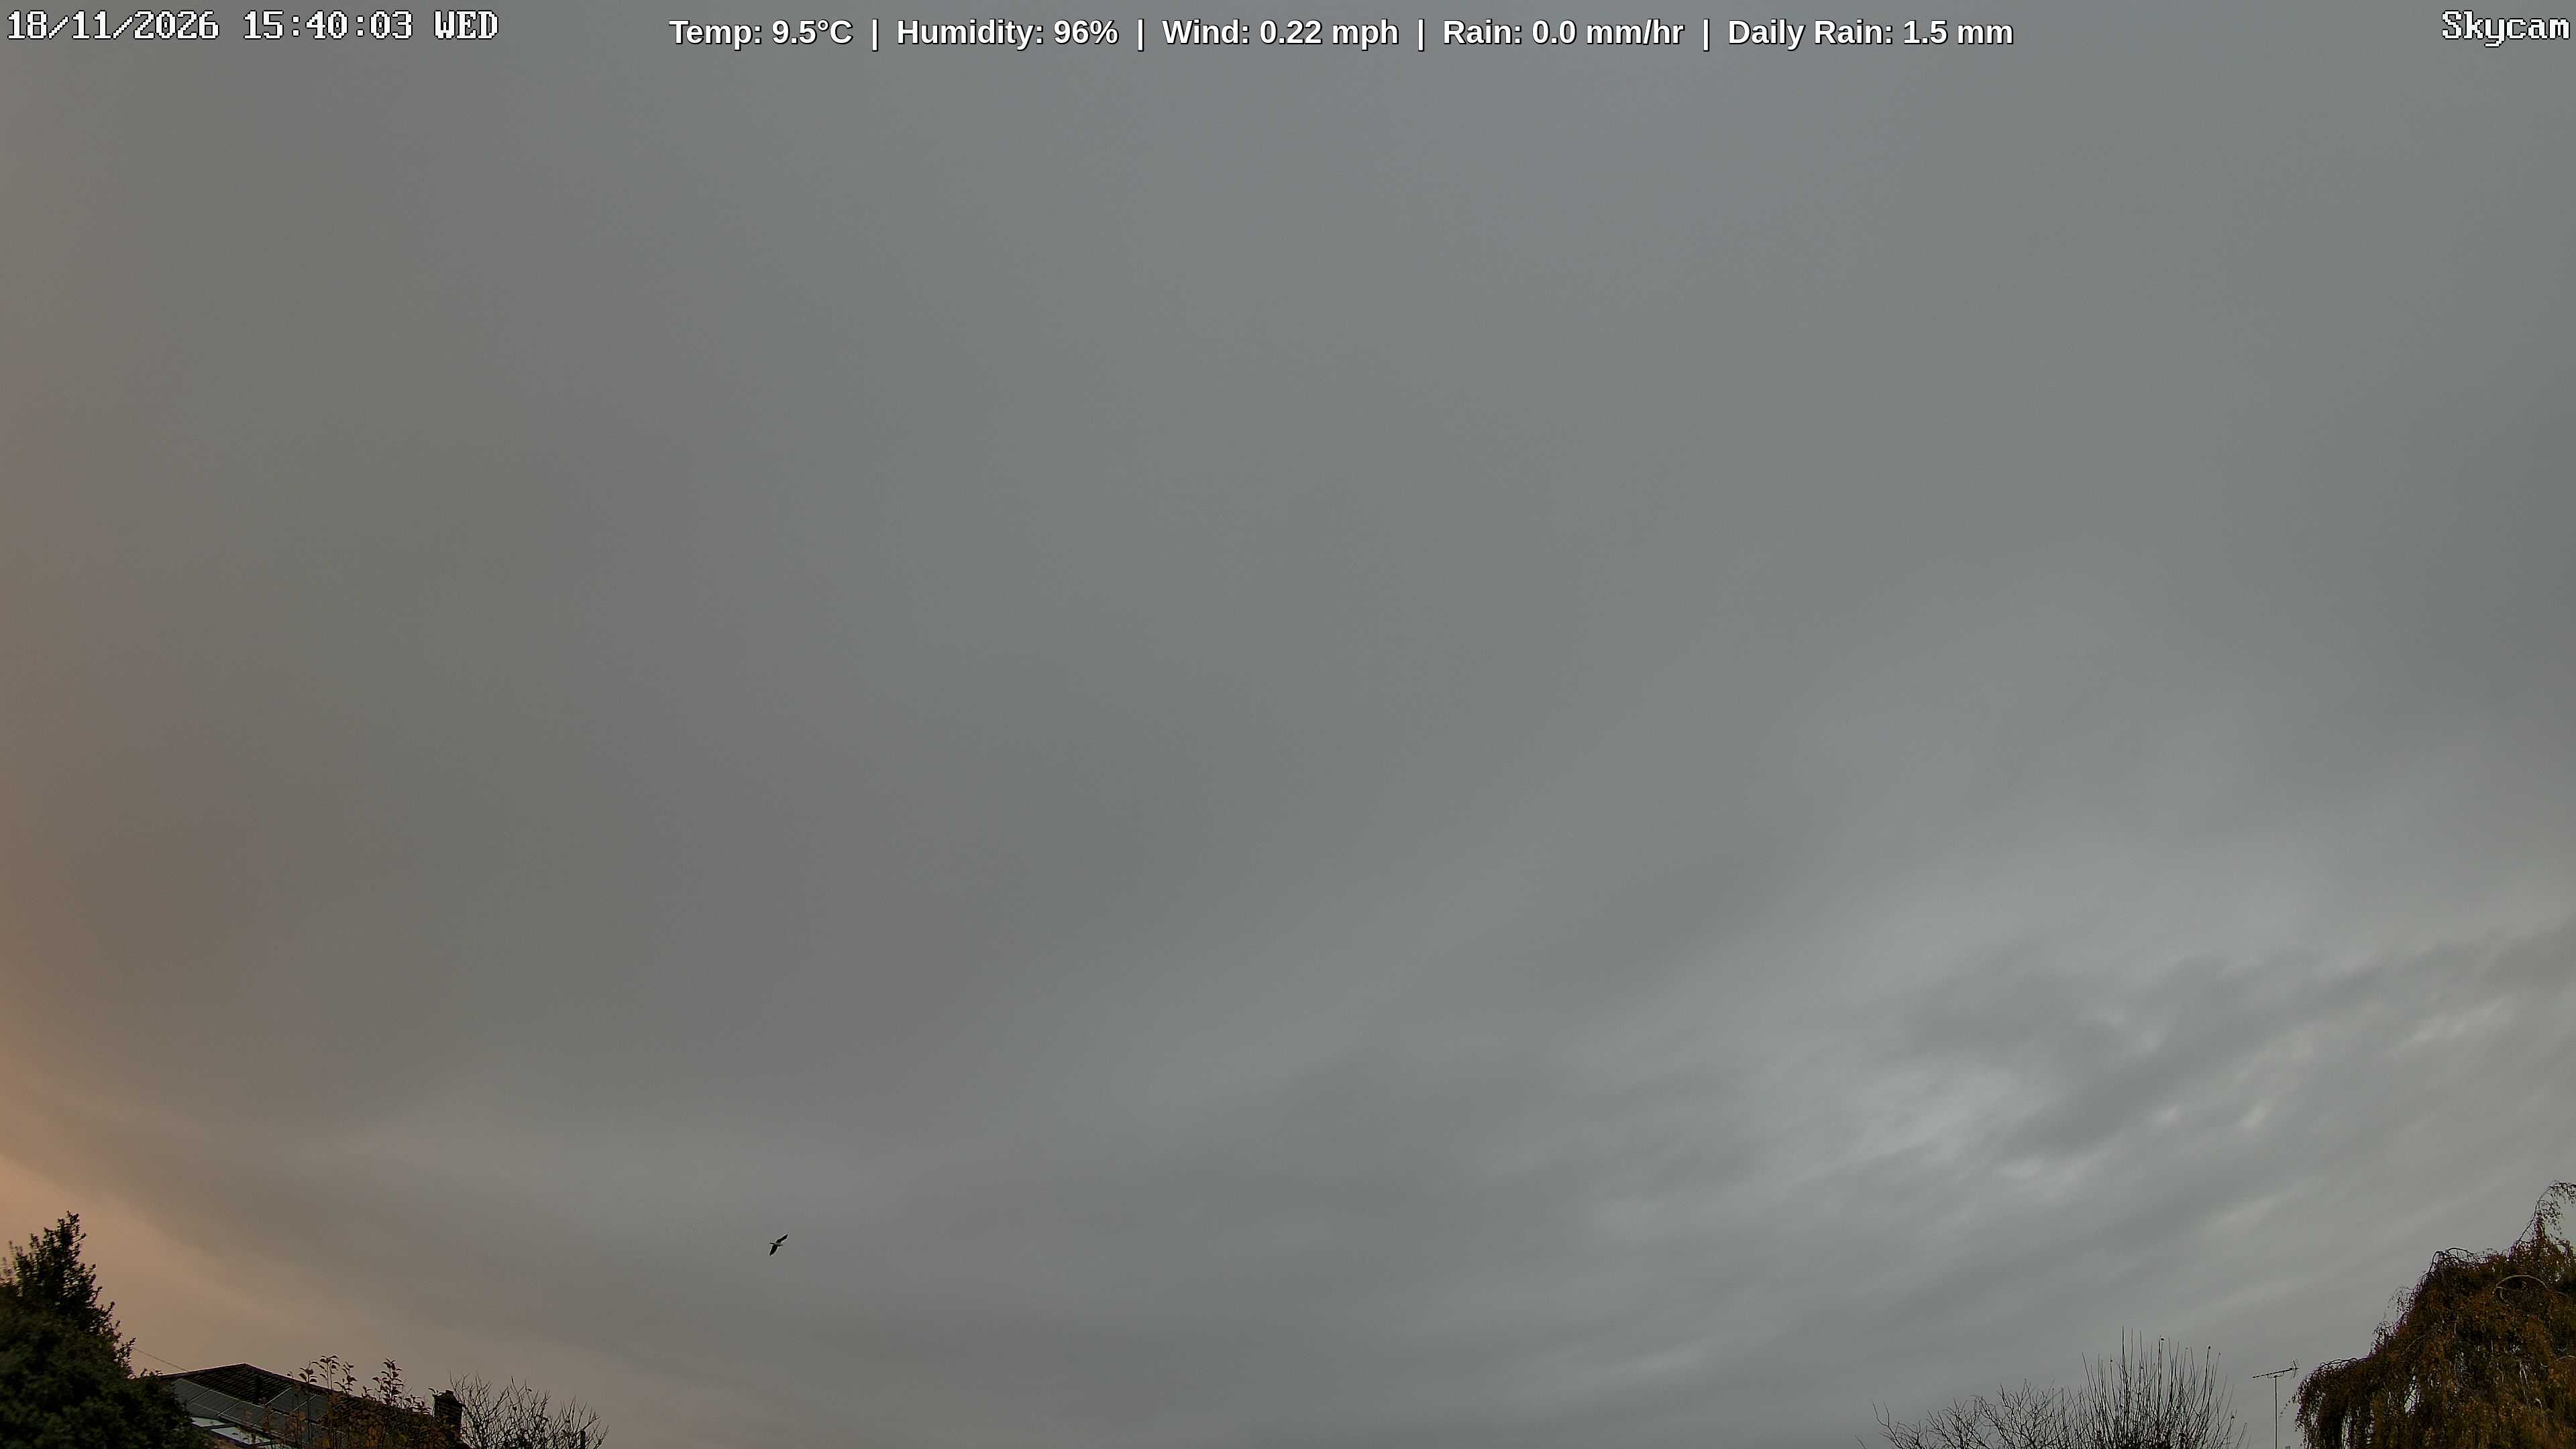 18/11/2026 15:40:03 WED
Temp: 9.5°C | Humidity: 96% | Wind: 0.22 mph | Rain: 0.0 mm/hr | Daily Rain: 1.5 mm
Skycam